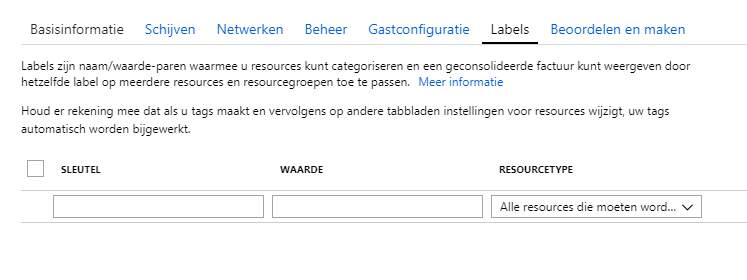 Basisinformatie Schijven Netwerken Beheer Gastconfiguratie Labels Beoordelen en maken
Labels zijn naam/waarde-paren waarmee u resources kunt categoriseren en een geconsolideerde factuur kunt weergeven door
hetzelfde label op meerdere resources en resourcegroepen toe te passen. Meer informatie
Houd er rekening mee dat als u tags maakt en vervolgens op andere tabbladen instellingen voor resources wijzigt, uw tags
automatisch worden bijgewerkt.
SLEUTEL WAARDE RESOURCETYPE
Alle resources die moeten word...